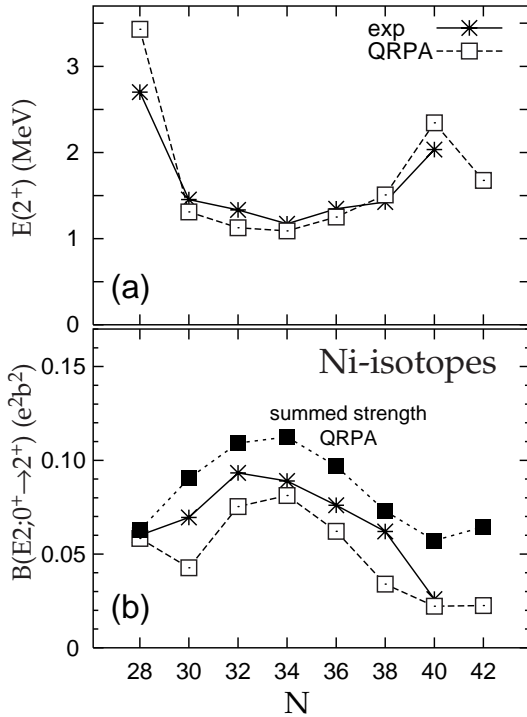 exp
QRPA
3
2
1
0
E(2⁺) (MeV)
(a)
Ni-isotopes
summed strength
QRPA
0.15
0.10
0.05
0
B(E2;0⁺→2⁺) (e²b²)
(b)
28 30 32 34 36 38 40 42
N